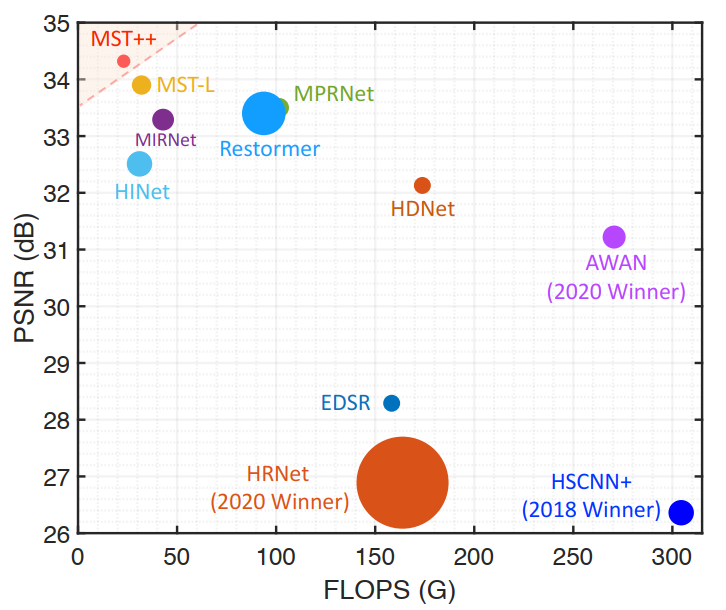 35
MST++
34
MST-L
MPRNet
33
MIRNet
Restormer
HINet
32
HDNet
31
AWAN
(2020 Winner)
30
29
EDSR
28
27
HRNet
(2020 Winner)
HSCNN+
(2018 Winner)
26
PSNR (dB)
0 50 100 150 200 250 300
FLOPS (G)